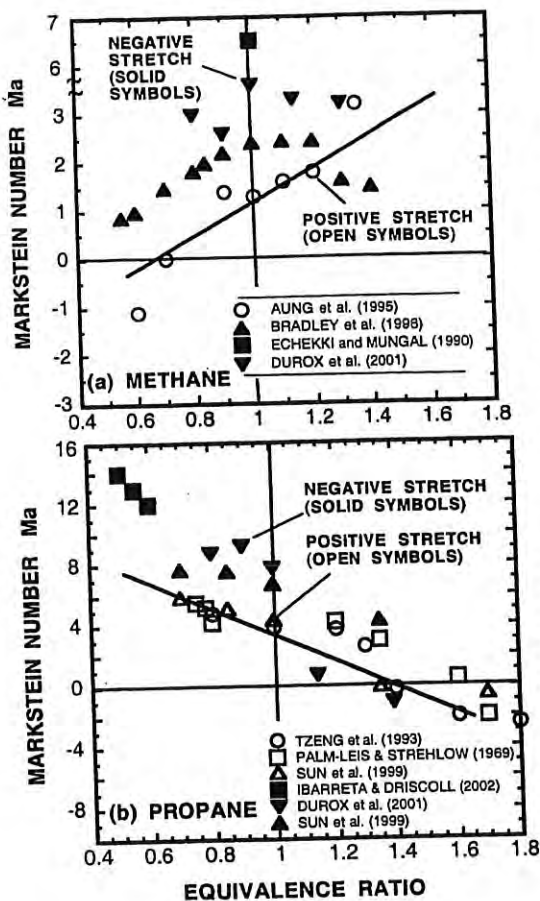 7
6
3
2
1
0
-1
-2
-3
MARKSTEIN NUMBER Ma
NEGATIVE
STRETCH
(SOLID
SYMBOLS)
POSITIVE STRETCH
(OPEN SYMBOLS)
AUNG et al. (1995)
BRADLEY et al. (1998)
ECHEKKI and MUNGAL (1990)
DUROX et al. (2001)
(a) METHANE
0.4 0.6 0.8 1 1.2 1.4 1.6 1.8
16
12
8
4
0
-4
-8
MARKSTEIN NUMBER Ma
NEGATIVE STRETCH
(SOLID SYMBOLS)
POSITIVE STRETCH
(OPEN SYMBOLS)
TZENG et al. (1993)
PALM-LEIS & STREHLOW (1969)
SUN et al. (1999)
IBARRETA & DRISCOLL (2002)
DUROX et al. (2001)
SUN et al. (1999)
(b) PROPANE
0.4 0.6 0.8 1 1.2 1.4 1.6 1.8
EQUIVALENCE RATIO